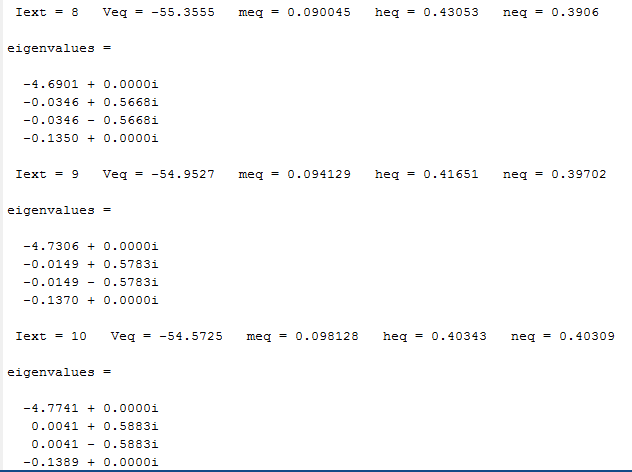 Iext = 8   Veq = -55.3555   meq = 0.090045   heq = 0.43053   neq = 0.3906
eigenvalues =
-4.6901 + 0.0000i
-0.0346 + 0.5668i
-0.0346 - 0.5668i
-0.1350 + 0.0000i
Iext = 9   Veq = -54.9527   meq = 0.094129   heq = 0.41651   neq = 0.39702
eigenvalues =
-4.7306 + 0.0000i
-0.0149 + 0.5783i
-0.0149 - 0.5783i
-0.1370 + 0.0000i
Iext = 10   Veq = -54.5725   meq = 0.098128   heq = 0.40343   neq = 0.40309
eigenvalues =
-4.7741 + 0.0000i
0.0041 + 0.5883i
0.0041 - 0.5883i
-0.1389 + 0.0000i